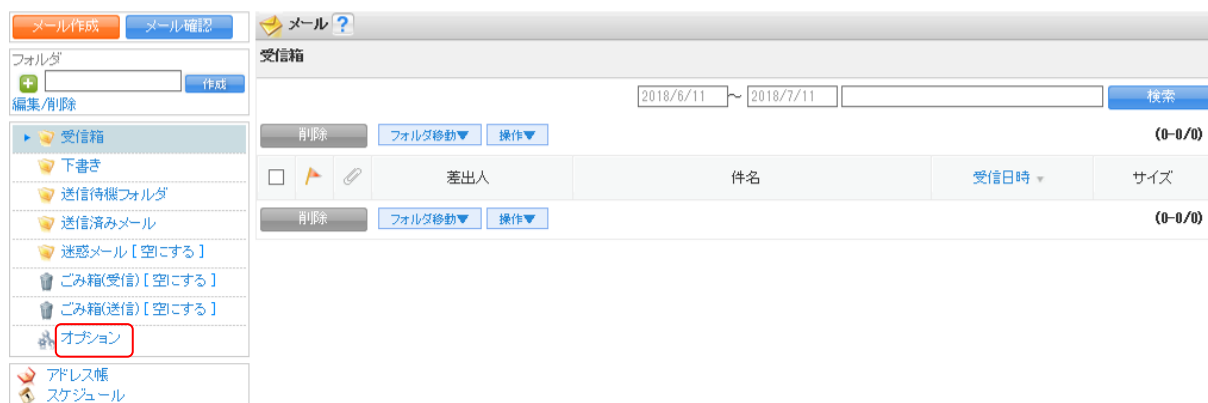 メール作成 メール確認
フォルダ
作成
編集/削除
受信箱
下書き
送信待機フォルダ
送信済みメール
迷惑メール [ 空にする ]
ごみ箱(受信) [ 空にする ]
ごみ箱(送信) [ 空にする ]
オプション
アドレス帳
スケジュール
メール ?
受信箱
2018/6/11 ～ 2018/7/11 検索
削除 フォルダ移動▼ 操作▼ (0-0/0)
差出人 件名 受信日時 ▼ サイズ
削除 フォルダ移動▼ 操作▼ (0-0/0)